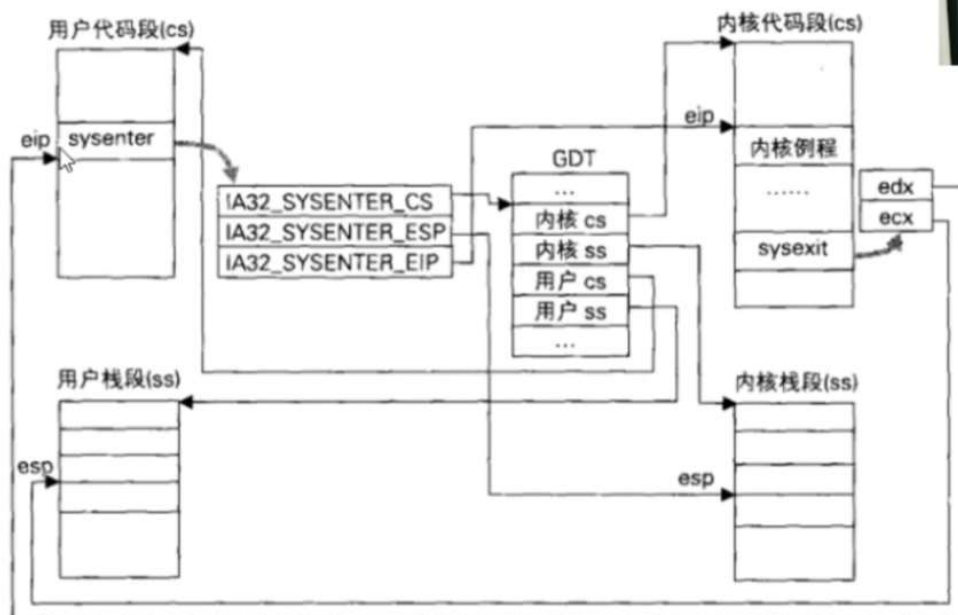 用户代码段(cs)
内核代码段(cs)
eip
sysenter
eip
GDT
内核例程
...
......
edx
IA32_SYSENTER_CS
内核 cs
ecx
IA32_SYSENTER_ESP
内核 ss
sysexit
IA32_SYSENTER_EIP
用户 cs
用户 ss
...
用户栈段(ss)
内核栈段(ss)
esp
esp